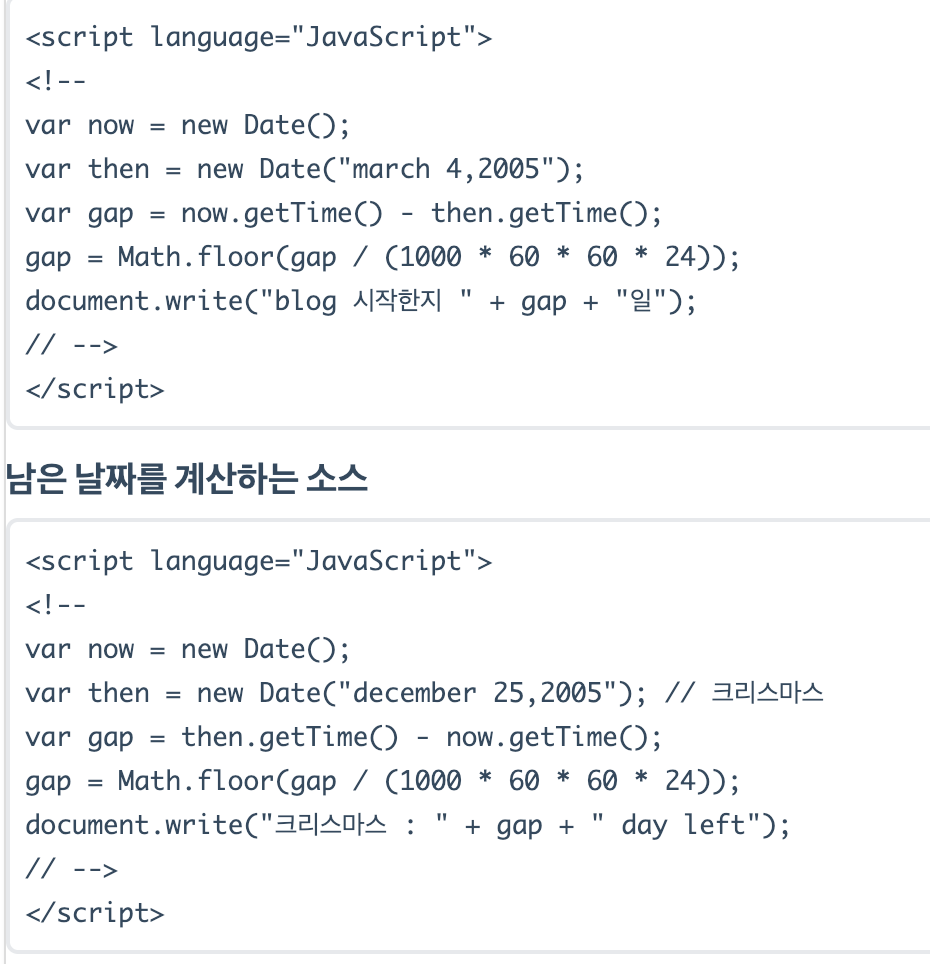 <script language="JavaScript">
<!--
var now = new Date();
var then = new Date("march 4,2005");
var gap = now.getTime() - then.getTime();
gap = Math.floor(gap / (1000 * 60 * 60 * 24));
document.write("blog 시작한지 " + gap + "일");
// -->
</script>
남은 날짜를 계산하는 소스
<script language="JavaScript">
<!--
var now = new Date();
var then = new Date("december 25,2005"); // 크리스마스
var gap = then.getTime() - now.getTime();
gap = Math.floor(gap / (1000 * 60 * 60 * 24));
document.write("크리스마스 : " + gap + " day left");
// -->
</script>